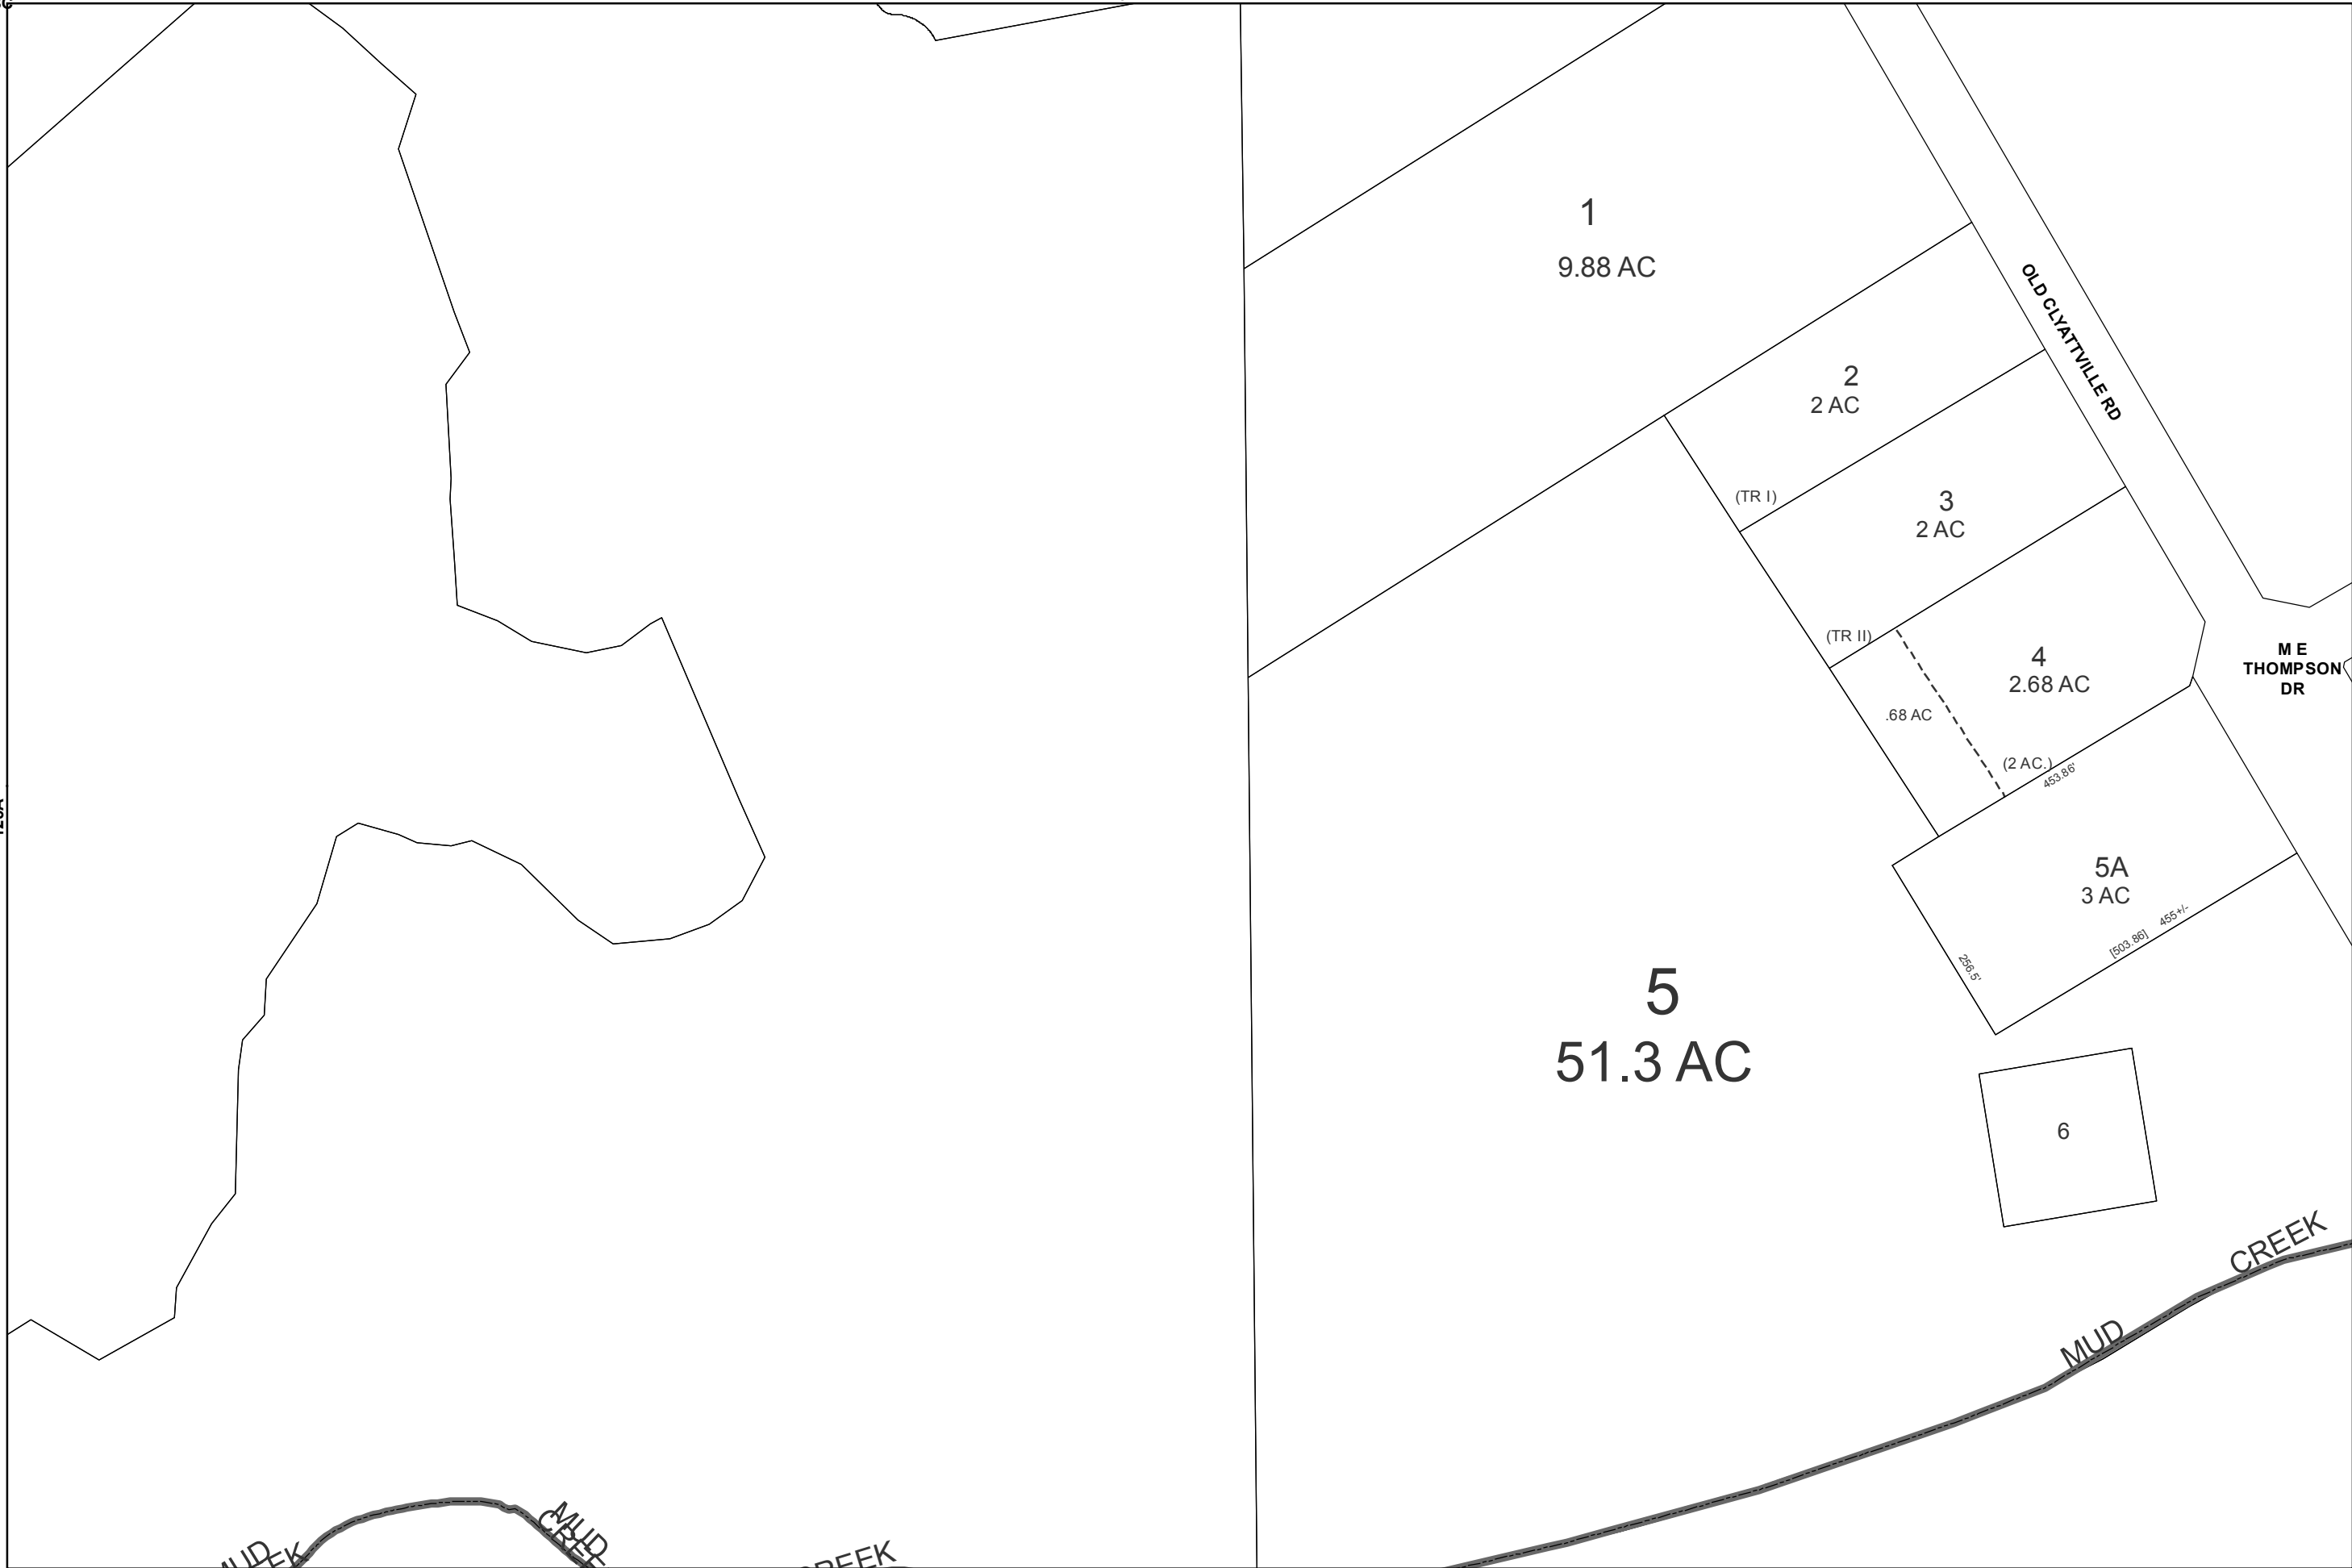 1
9.88 AC
OLD CLYATTVILLE RD
2
2 AC
(TR I)
3
2 AC
(TR II)
4
2.68 AC
M E
THOMPSON
DR
.68 AC
(2 AC.)
453.86'
5A
3 AC
455+/-
[503.86]
256.5'
5
51.3 AC
6
CREEK
MUD
MUD
CREEK
MUD
CREEK